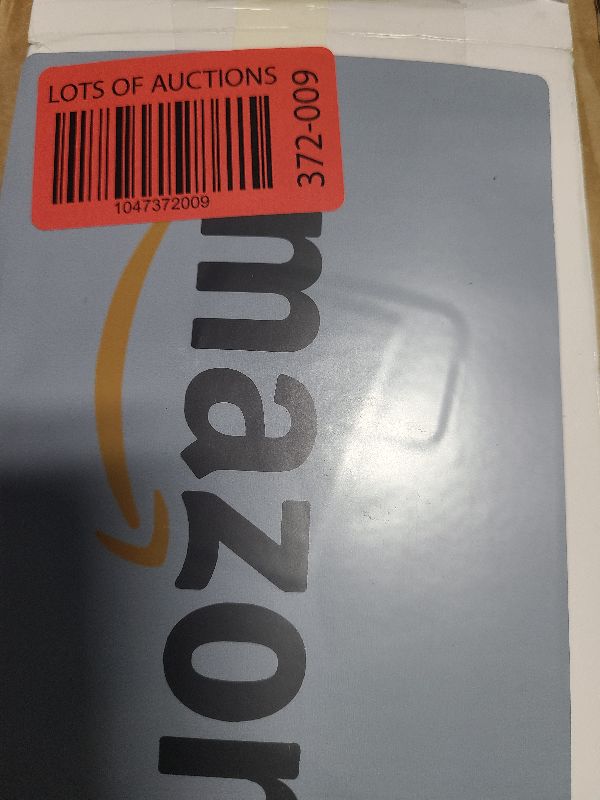 LOTS OF AUCTIONS
372-009
1047372009
amazon